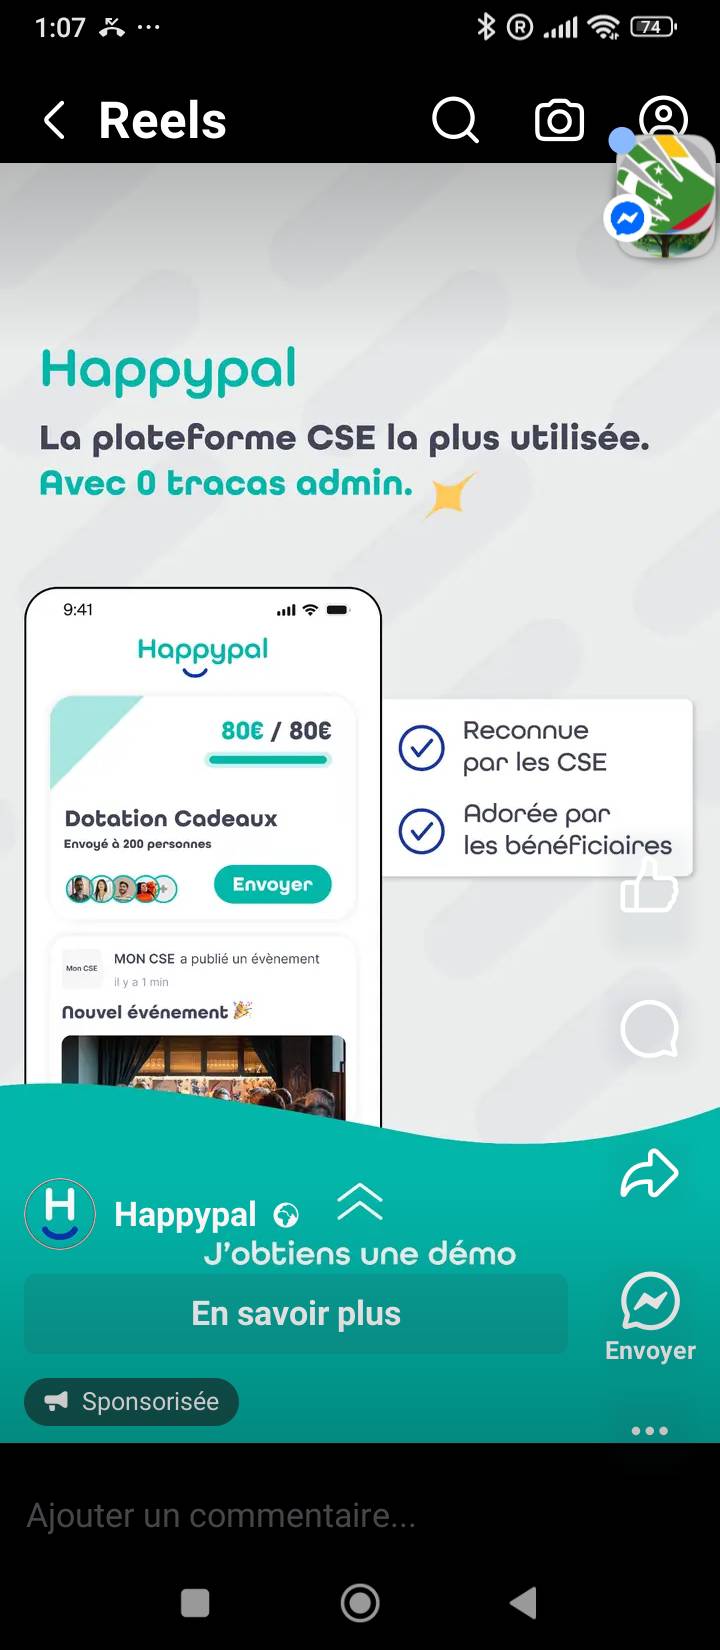 1:07
R
74
Reels
Happypal
La plateforme CSE la plus utilisée.
Avec 0 tracas admin.
9:41
Happypal
80€ / 80€
Dotation Cadeaux
Envoyé à 200 personnes
+
Envoyer
Reconnue
par les CSE
Adorée par
les bénéficiaires
Mon CSE
MON CSE a publié un évènement
il y a 1 min
Nouvel événement 🎉
H
Happypal
J'obtiens une démo
En savoir plus
Envoyer
Sponsorisée
Ajouter un commentaire...